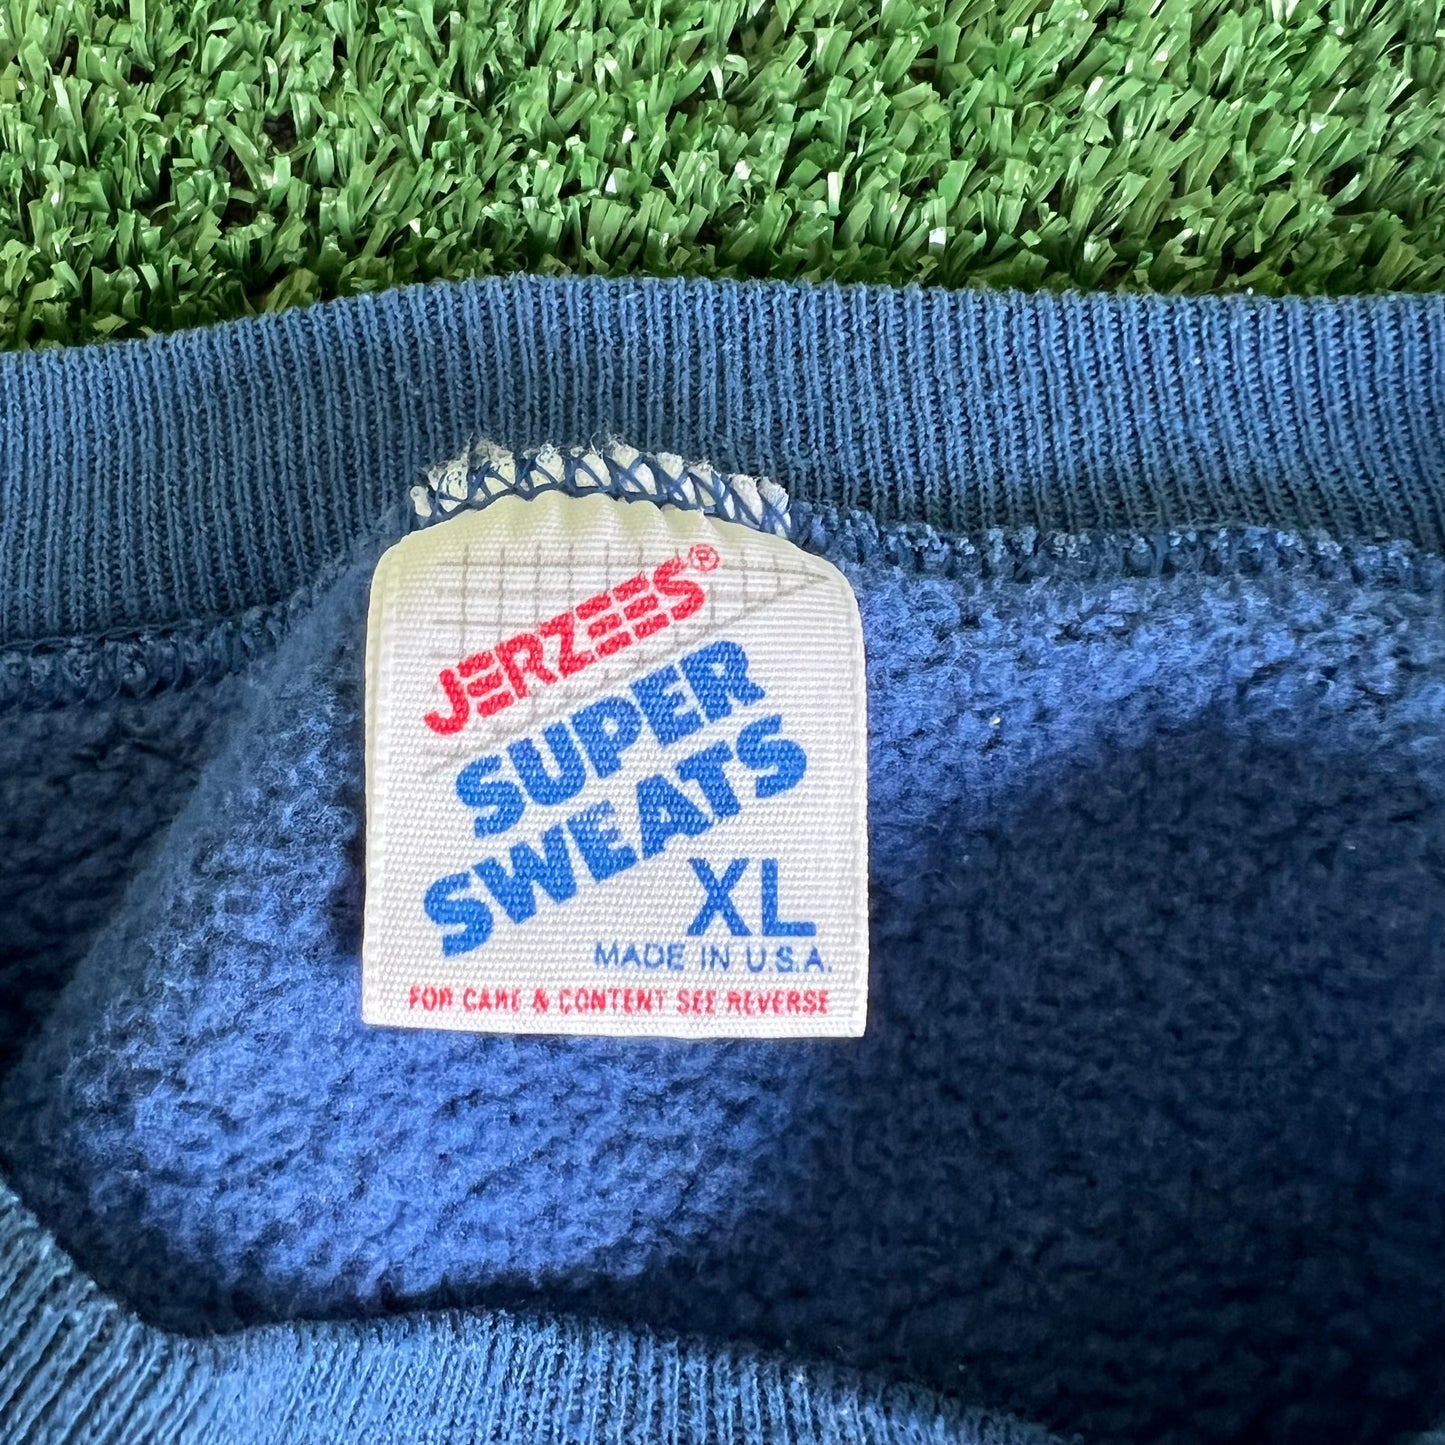 JERZEES®
SUPER
SWEATS
XL
MADE IN U.S.A.
FOR CARE & CONTENT SEE REVERSE